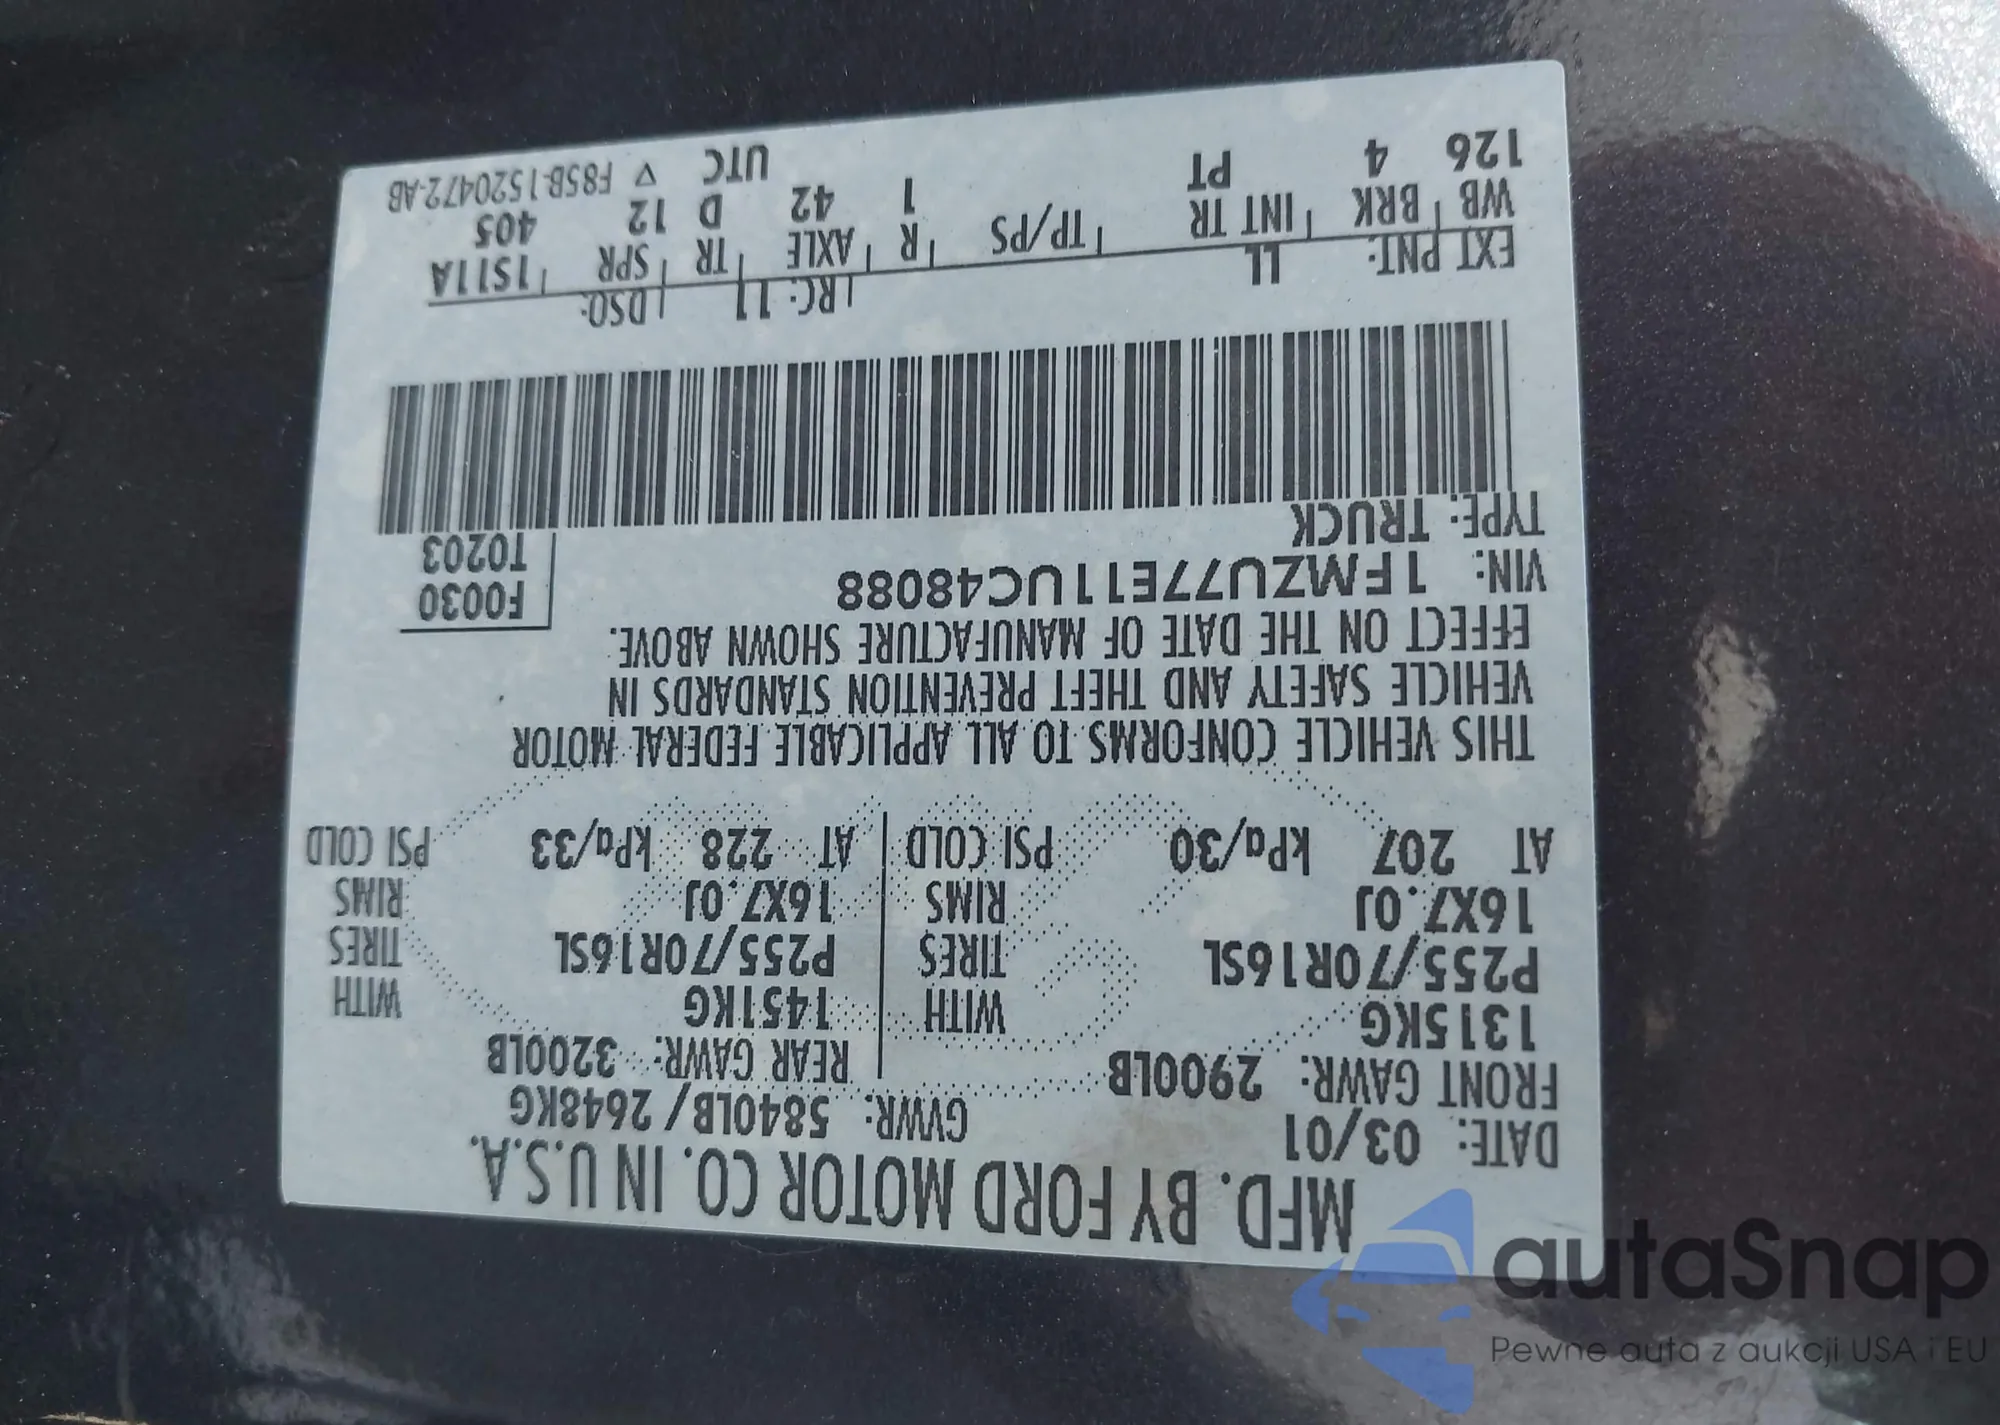 MFD. BY FORD MOTOR CO. IN U.S.A.
DATE: 03/01 GVWR: 5840LB/2648KG
FRONT GAWR: 2900LB REAR GAWR: 3200LB
1315KG WITH 1451KG WITH
P255/70R16SL TIRES P255/70R16SL TIRES
16X7.0J RIMS 16X7.0J RIMS
AT 207 kPa/30 PSI COLD AT 228 kPa/33 PSI COLD
THIS VEHICLE CONFORMS TO ALL APPLICABLE FEDERAL MOTOR
VEHICLE SAFETY AND THEFT PREVENTION STANDARDS IN
EFFECT ON THE DATE OF MANUFACTURE SHOWN ABOVE.
VIN: 1FMZU77E11UC48088 F0030
TYPE: TRUCK T0203
EXT PNT: LL RC: 11 DSO:
WB BRK INT TR TP/PS R AXLE TR SPR 1S11A
126 4 PT 1 42 D 12 405
UTC ▽ F85B-1520472-AB
autaSnap
Pewne auta z aukcji USA i EU